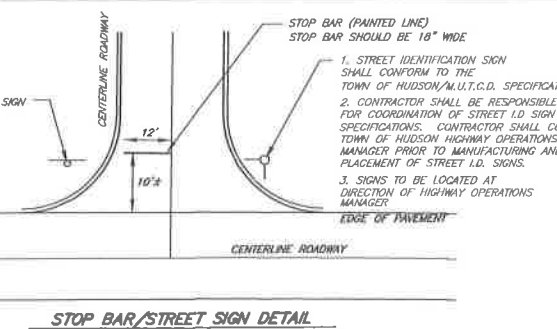 STOP BAR (PAINTED LINE)
STOP BAR SHOULD BE 18" WIDE
CENTERLINE ROADWAY
SIGN
12'
10'±
1. STREET IDENTIFICATION SIGN
SHALL CONFORM TO THE
TOWN OF HUDSON/M.U.T.C.D. SPECIFICAT
2. CONTRACTOR SHALL BE RESPONSIBLE
FOR COORDINATION OF STREET I.D SIGN
SPECIFICATIONS. CONTRACTOR SHALL CO
TOWN OF HUDSON HIGHWAY OPERATIONS
MANAGER PRIOR TO MANUFACTURING AND
PLACEMENT OF STREET I.D. SIGNS.
3. SIGNS TO BE LOCATED AT
DIRECTION OF HIGHWAY OPERATIONS
MANAGER
EDGE OF PAVEMENT
CENTERLINE ROADWAY
STOP BAR/STREET SIGN DETAIL